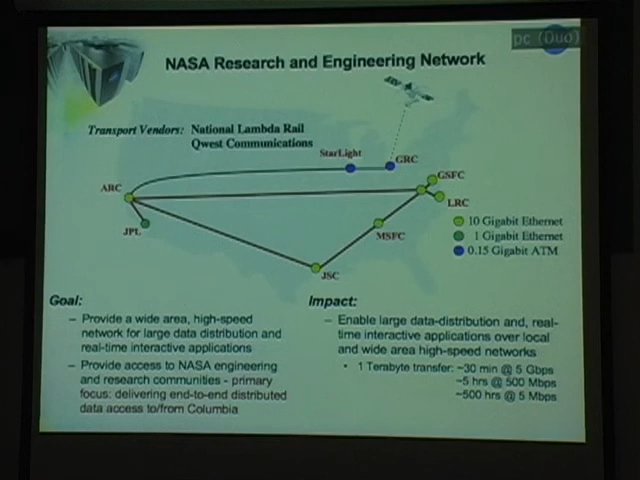 pc (Duo)
NASA Research and Engineering Network
Transport Vendors: National Lambda Rail
Qwest Communications
StarLight
GRC
GSFC
ARC
LRC
JPL
MSFC
JSC
10 Gigabit Ethernet
1 Gigabit Ethernet
0.15 Gigabit ATM
Goal:
– Provide a wide area, high-speed
network for large data distribution and
real-time interactive applications
– Provide access to NASA engineering
and research communities - primary
focus: delivering end-to-end distributed
data access to/from Columbia
Impact:
– Enable large data-distribution and, real-
time interactive applications over local
and wide area high-speed networks
• 1 Terabyte transfer: ~30 min @ 5 Gbps
~5 hrs @ 500 Mbps
~500 hrs @ 5 Mbps